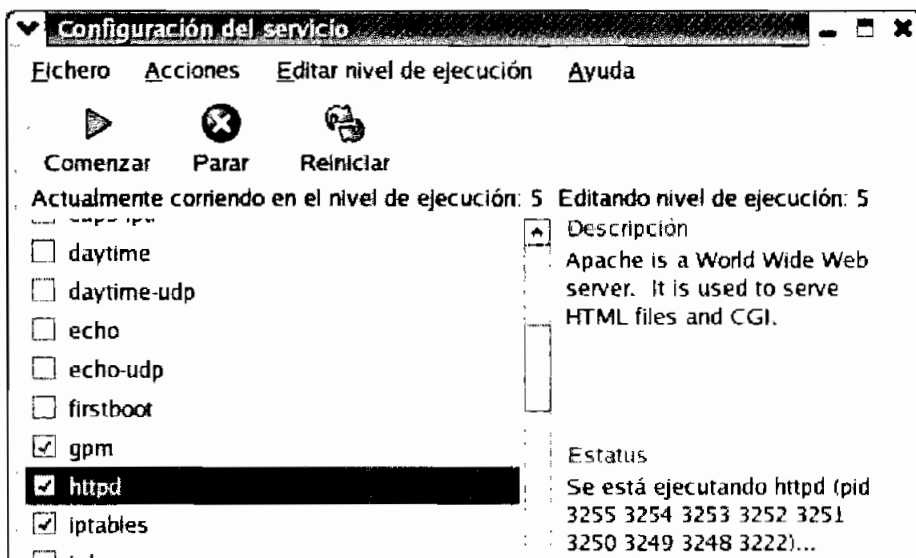 Configuración del servicio
Fichero Acciones Editar nivel de ejecución Ayuda
Comenzar Parar Reiniciar
Actualmente corriendo en el nivel de ejecución: 5 Editando nivel de ejecución: 5
daytime
daytime-udp
echo
echo-udp
firstboot
gpm
httpd
iptables
Descripción
Apache is a World Wide Web
server. It is used to serve
HTML files and CGI.
Estatus
Se está ejecutando httpd (pid
3255 3254 3253 3252 3251
3250 3249 3248 3222)...